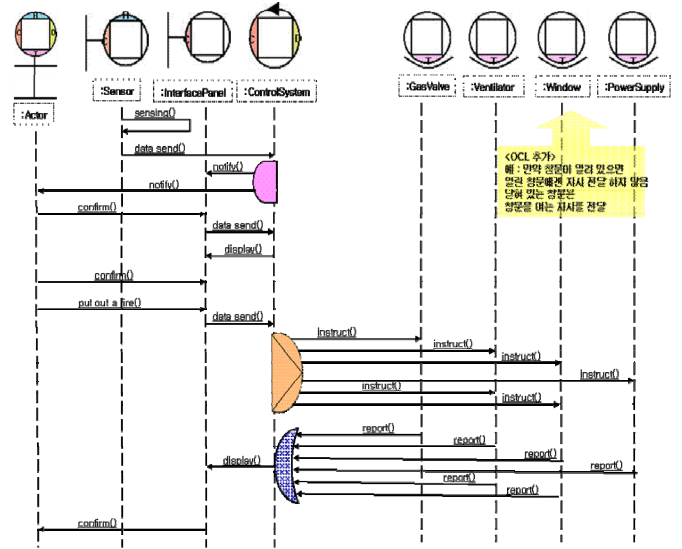 C
D
T
C
D
T
:Actor
:Sensor
:InterfacePanel
:ControlSystem
:GasValve
:Ventilator
:Window
:PowerSupply
sensing()
data send()
notify()
notify()
confirm()
data send()
display()
confirm()
put out a fire()
data send()
instruct()
instruct()
instruct()
instruct()
instruct()
instruct()
report()
report()
report()
report()
report()
report()
display()
confirm()
<OCL 추가>
예 : 만약 창문이 열려 있으면
열린 창문에겐 지시 전달 하지 않음
닫혀 있는 창문은
창문을 여는 지시를 전달